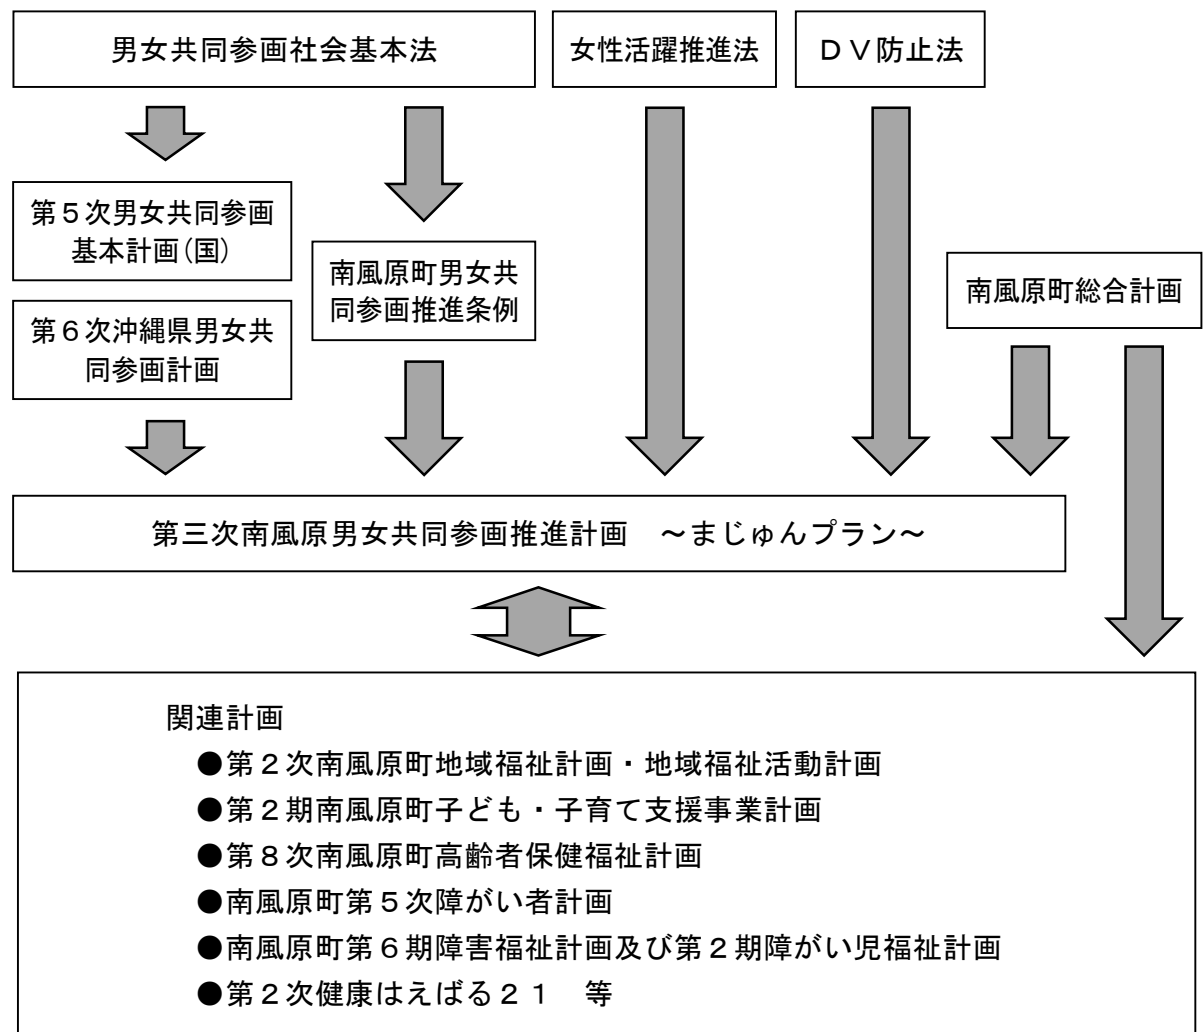 男女共同参画社会基本法
女性活躍推進法
ＤＶ防止法
第５次男女共同参画
基本計画(国)
南風原町男女共
同参画推進条例
南風原町総合計画
第６次沖縄県男女共
同参画計画
第三次南風原男女共同参画推進計画　～まじゅんプラン～
関連計画
●第２次南風原町地域福祉計画・地域福祉活動計画
●第２期南風原町子ども・子育て支援事業計画
●第８次南風原町高齢者保健福祉計画
●南風原町第５次障がい者計画
●南風原町第６期障害福祉計画及び第２期障がい児福祉計画
●第２次健康はえばる２１　等